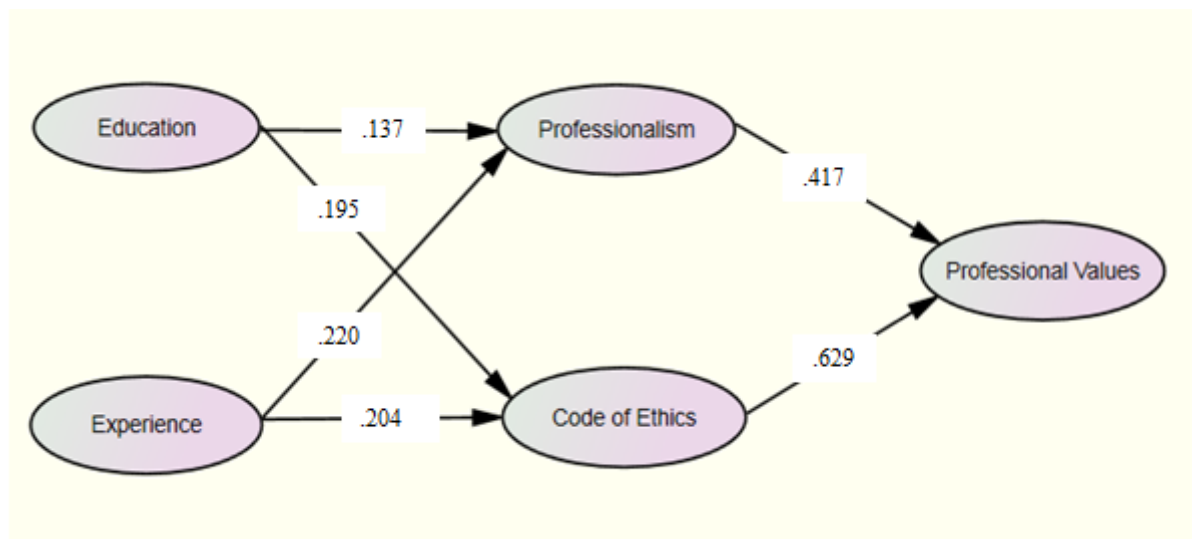 Education
.137
Professionalism
.417
.195
Professional Values
.220
.629
Experience
.204
Code of Ethics